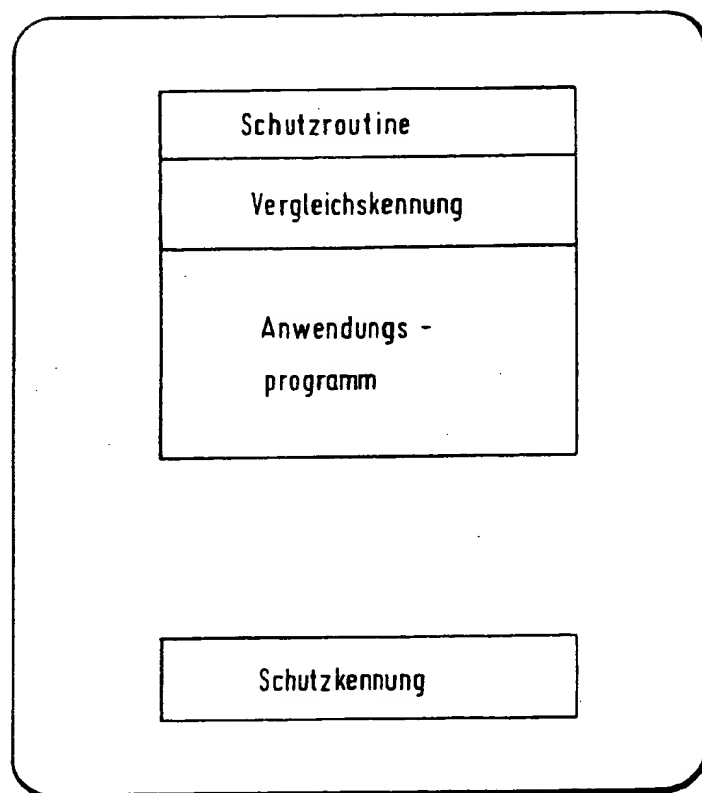 Schutzroutine
Vergleichskennung
Anwendungs -
programm
Schutzkennung